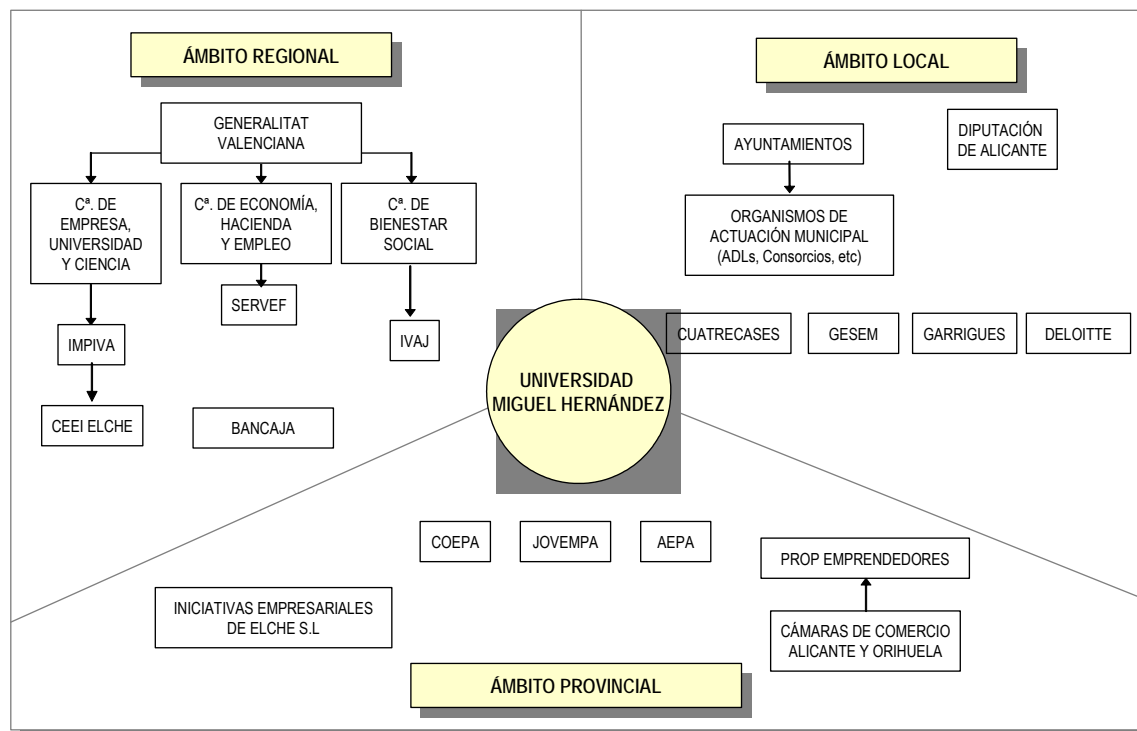 ÁMBITO REGIONAL
GENERALITAT
VALENCIANA
Cª. DE
EMPRESA,
UNIVERSIDAD
Y CIENCIA
Cª. DE ECONOMÍA,
HACIENDA
Y EMPLEO
Cª. DE
BIENESTAR
SOCIAL
SERVEF
IMPIVA
IVAJ
CEEI ELCHE
BANCAJA
ÁMBITO LOCAL
AYUNTAMIENTOS
DIPUTACIÓN
DE ALICANTE
ORGANISMOS DE
ACTUACIÓN MUNICIPAL
(ADLs, Consorcios, etc)
CUATRECASES
GESEM
GARRIGUES
DELOITTE
UNIVERSIDAD
MIGUEL HERNÁNDEZ
COEPA
JOVEMPA
AEPA
PROP EMPRENDEDORES
INICIATIVAS EMPRESARIALES
DE ELCHE S.L
CÁMARAS DE COMERCIO
ALICANTE Y ORIHUELA
ÁMBITO PROVINCIAL